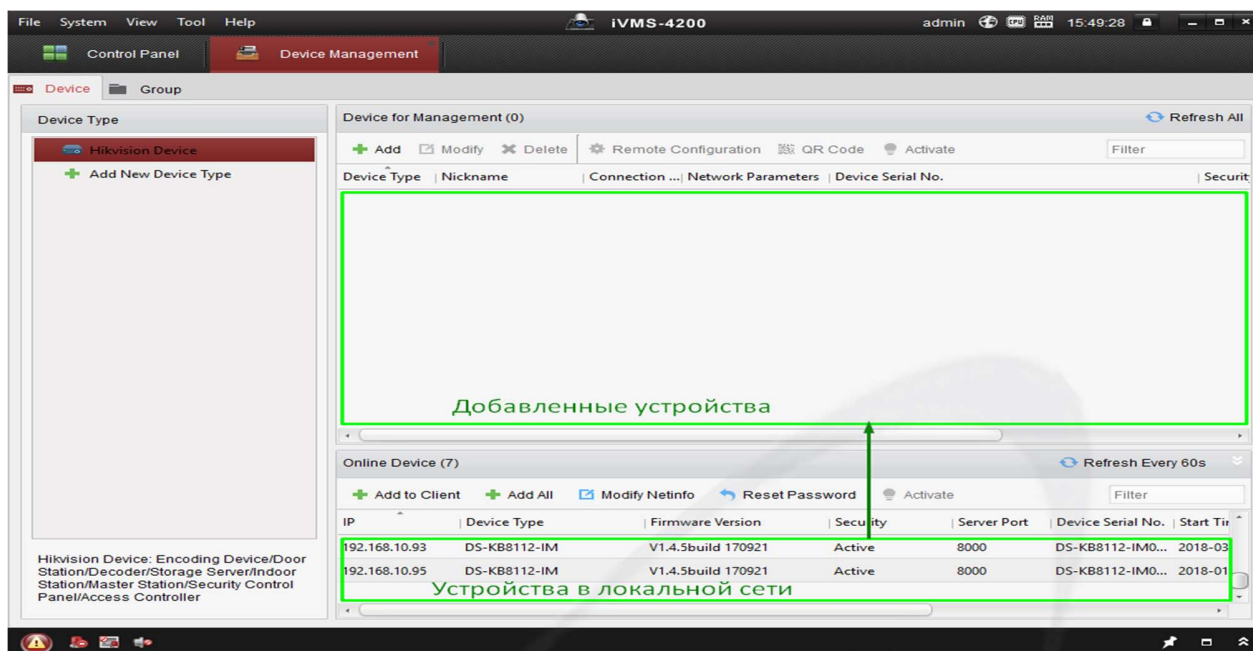 File System View Tool Help iVMS-4200 admin CPU RAM 15:49:28
Control Panel Device Management
Device Group
Device Type
Hikvision Device
Add New Device Type
Hikvision Device: Encoding Device/Door
Station/Decoder/Storage Server/Indoor
Station/Master Station/Security Control
Panel/Access Controller
Device for Management (0) Refresh All
Add Modify Delete Remote Configuration QR Code Activate Filter
Device Type Nickname Connection ... Network Parameters Device Serial No. Securit
Добавленные устройства
Online Device (7) Refresh Every 60s
Add to Client Add All Modify Netinfo Reset Password Activate Filter
IP Device Type Firmware Version Security Server Port Device Serial No. Start Tir
192.168.10.93 DS-KB8112-IM V1.4.5build 170921 Active 8000 DS-KB8112-IM0... 2018-03
192.168.10.95 DS-KB8112-IM V1.4.5build 170921 Active 8000 DS-KB8112-IM0... 2018-01
Устройства в локальной сети